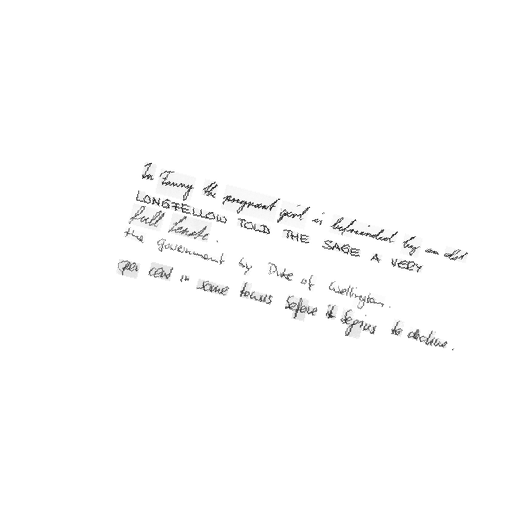 In Fanny the pregnant girl is befriended by an old
LONGFELLOW TOLD THE SAGE A VERY
full house.
the government by Duke of Wellington.
per cent in some towns before it begins to decline.